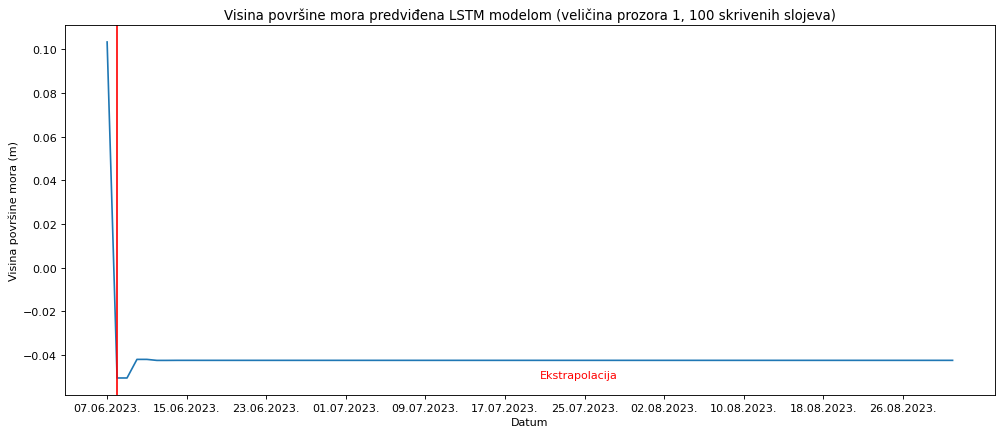 Visina površine mora predviđena LSTM modelom (veličina prozora 1, 100 skrivenih slojeva)
Visina površine mora (m)
0.10
0.08
0.06
0.04
0.02
0.00
−0.02
−0.04
Ekstrapolacija
07.06.2023. 15.06.2023. 23.06.2023. 01.07.2023. 09.07.2023. 17.07.2023. 25.07.2023. 02.08.2023. 10.08.2023. 18.08.2023. 26.08.2023.
Datum